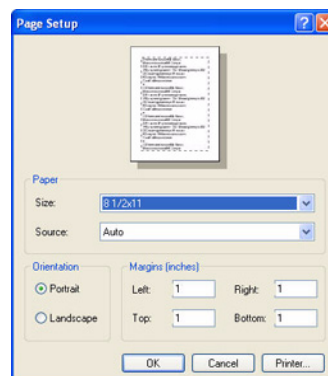 Page Setup
Paper
Size: 8 1/2x11
Source: Auto
Orientation
Portrait
Landscape
Margins (inches)
Left: 1 Right: 1
Top: 1 Bottom: 1
OK Cancel Printer...